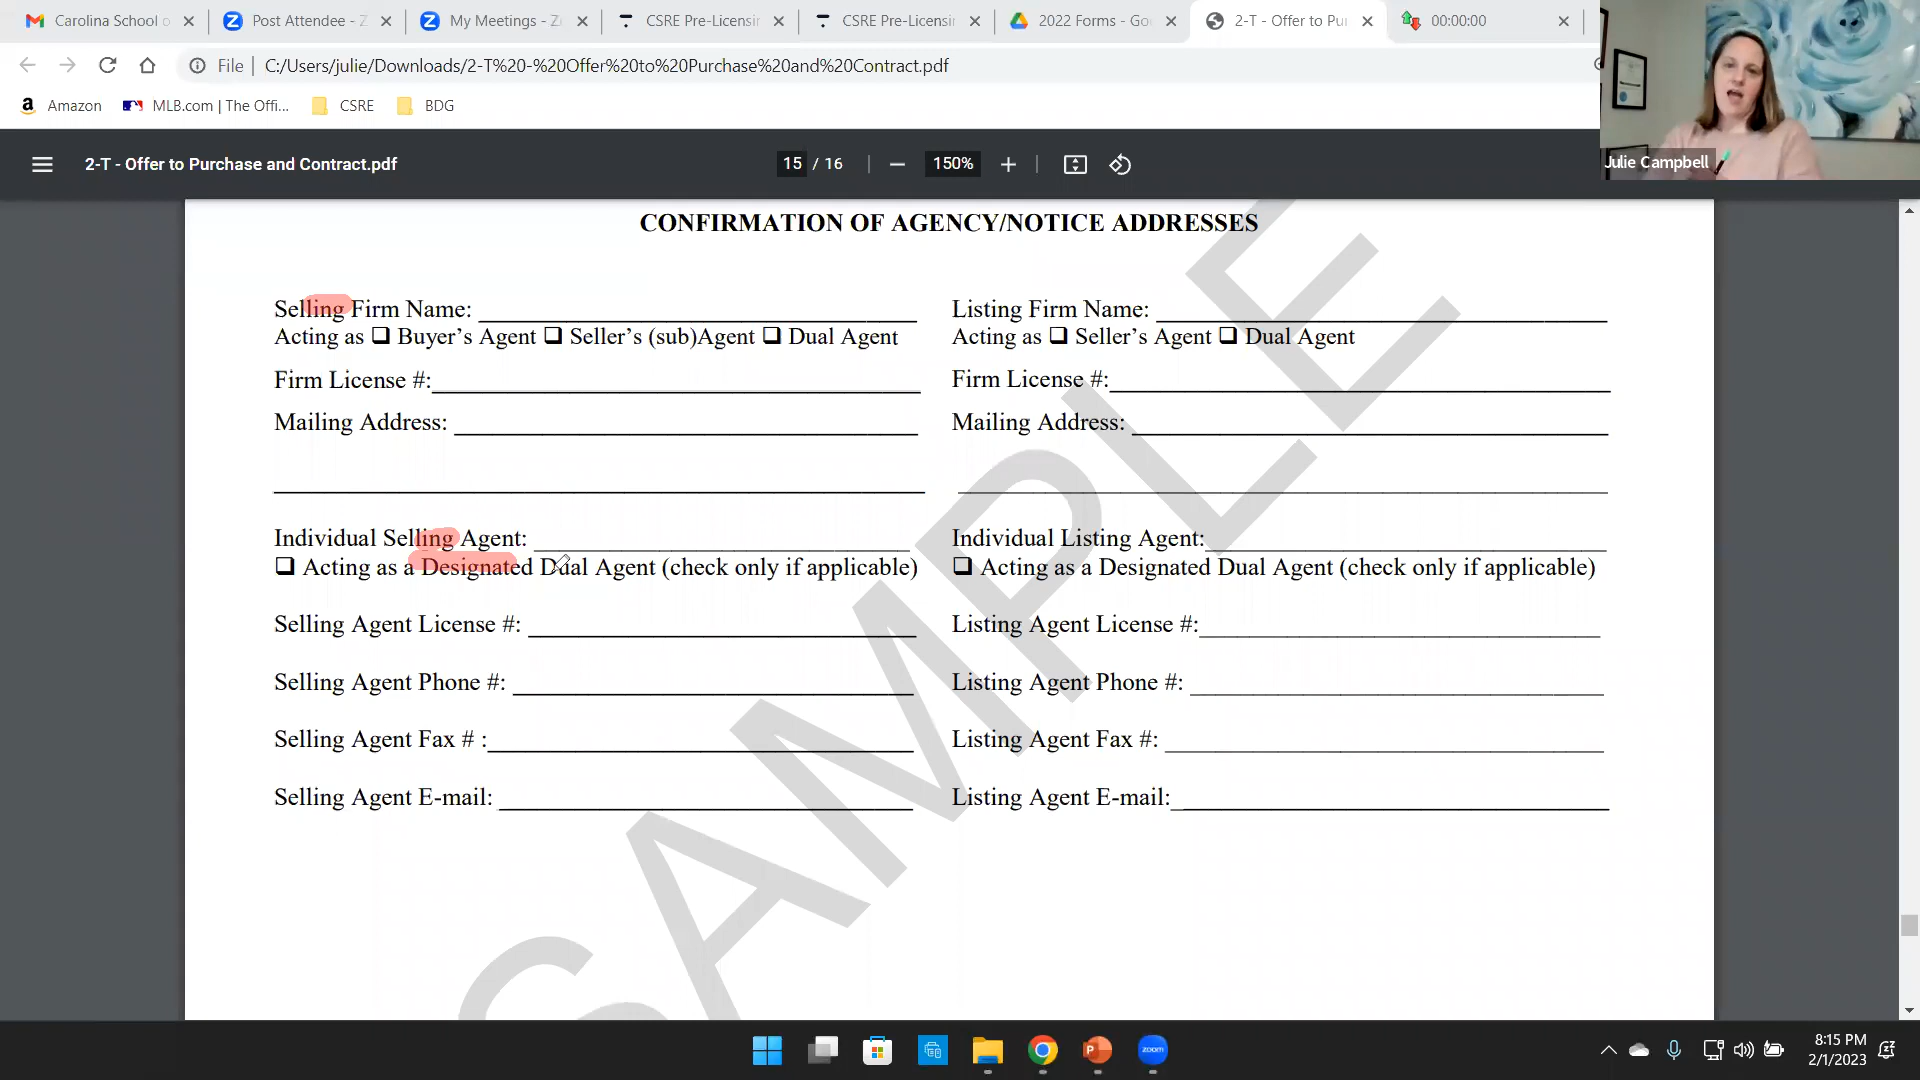 Carolina School o
Post Attendee - Z
My Meetings - Z
CSRE Pre-Licensin
CSRE Pre-Licensin
2022 Forms - Goo
2-T - Offer to Pu
00:00:00
File
C:/Users/julie/Downloads/2-T%20-%20Offer%20to%20Purchase%20and%20Contract.pdf
Amazon
MLB.com | The Offi...
CSRE
BDG
2-T - Offer to Purchase and Contract.pdf
15 / 16
150%
Julie Campbell
CONFIRMATION OF AGENCY/NOTICE ADDRESSES
Selling Firm Name:
Acting as ❑ Buyer’s Agent ❑ Seller’s (sub)Agent ❑ Dual Agent
Firm License #:
Mailing Address:
Individual Selling Agent:
❑ Acting as a Designated Dual Agent (check only if applicable)
Selling Agent License #:
Selling Agent Phone #:
Selling Agent Fax # :
Selling Agent E-mail:
Listing Firm Name:
Acting as ❑ Seller’s Agent ❑ Dual Agent
Firm License #:
Mailing Address:
Individual Listing Agent:
❑ Acting as a Designated Dual Agent (check only if applicable)
Listing Agent License #:
Listing Agent Phone #:
Listing Agent Fax #:
Listing Agent E-mail:
SAMPLE
zoom
8:15 PM
2/1/2023